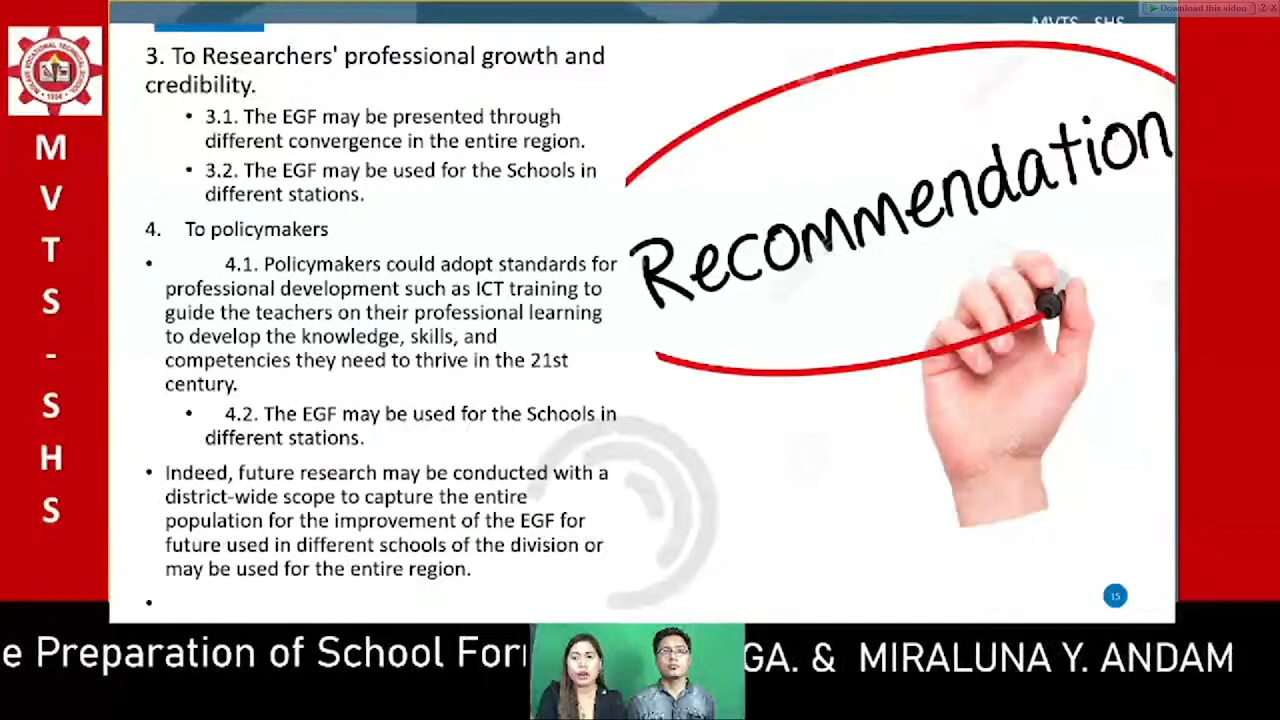 Download this video
MVTS - SHS
3. To Researchers' professional growth and
credibility.
• 3.1. The EGF may be presented through
different convergence in the entire region.
• 3.2. The EGF may be used for the Schools in
different stations.
4. To policymakers
• 4.1. Policymakers could adopt standards for
professional development such as ICT training to
guide the teachers on their professional learning
to develop the knowledge, skills, and
competencies they need to thrive in the 21st
century.
• 4.2. The EGF may be used for the Schools in
different stations.
• Indeed, future research may be conducted with a
district-wide scope to capture the entire
population for the improvement of the EGF for
future used in different schools of the division or
may be used for the entire region.
•
Recommendation
15
M
V
T
S
-
S
H
S
e Preparation of School For
GA. & MIRALUNA Y. ANDAM